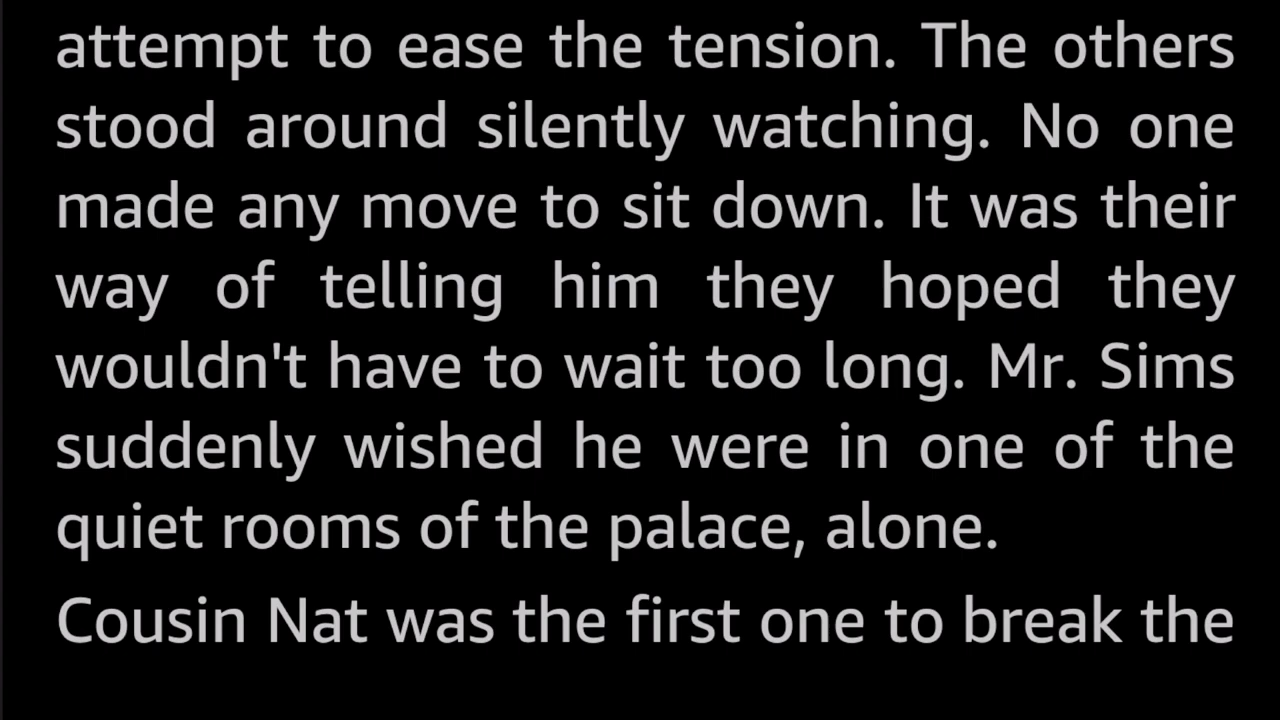 attempt to ease the tension. The others
stood around silently watching. No one
made any move to sit down. It was their
way of telling him they hoped they
wouldn't have to wait too long. Mr. Sims
suddenly wished he were in one of the
quiet rooms of the palace, alone.
Cousin Nat was the first one to break the